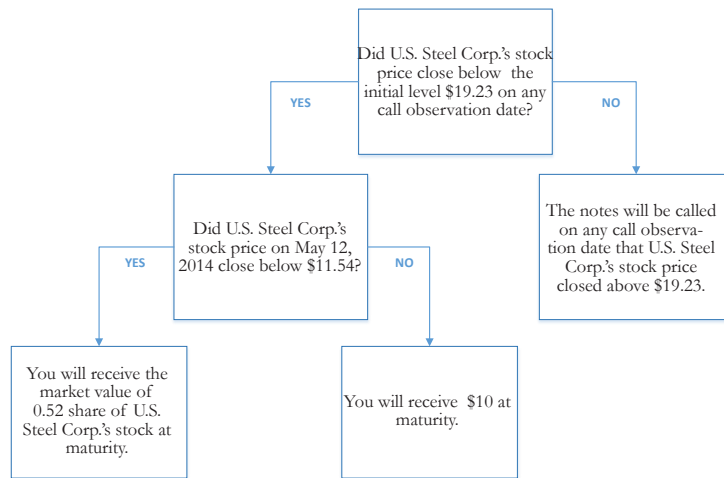 Did U.S. Steel Corp.'s stock
price close below the
initial level $19.23 on any
call observation date?
YES
NO
Did U.S. Steel Corp.'s
stock price on May 12,
2014 close below $11.54?
The notes will be called
on any call observa-
tion date that U.S. Steel
Corp.'s stock price
closed above $19.23.
YES
NO
You will receive the
market value of
0.52 share of U.S.
Steel Corp.'s stock at
maturity.
You will receive $10 at
maturity.